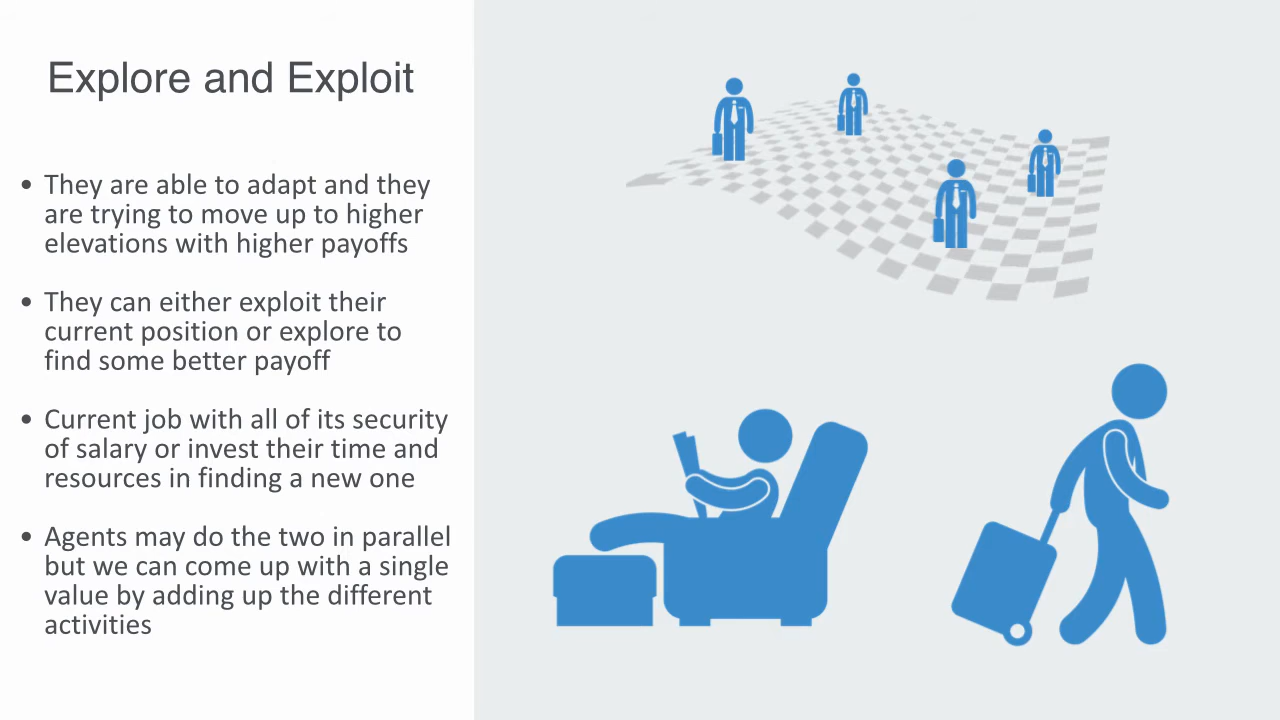 Explore and Exploit
• They are able to adapt and they
are trying to move up to higher
elevations with higher payoffs
• They can either exploit their
current position or explore to
find some better payoff
• Current job with all of its security
of salary or invest their time and
resources in finding a new one
• Agents may do the two in parallel
but we can come up with a single
value by adding up the different
activities